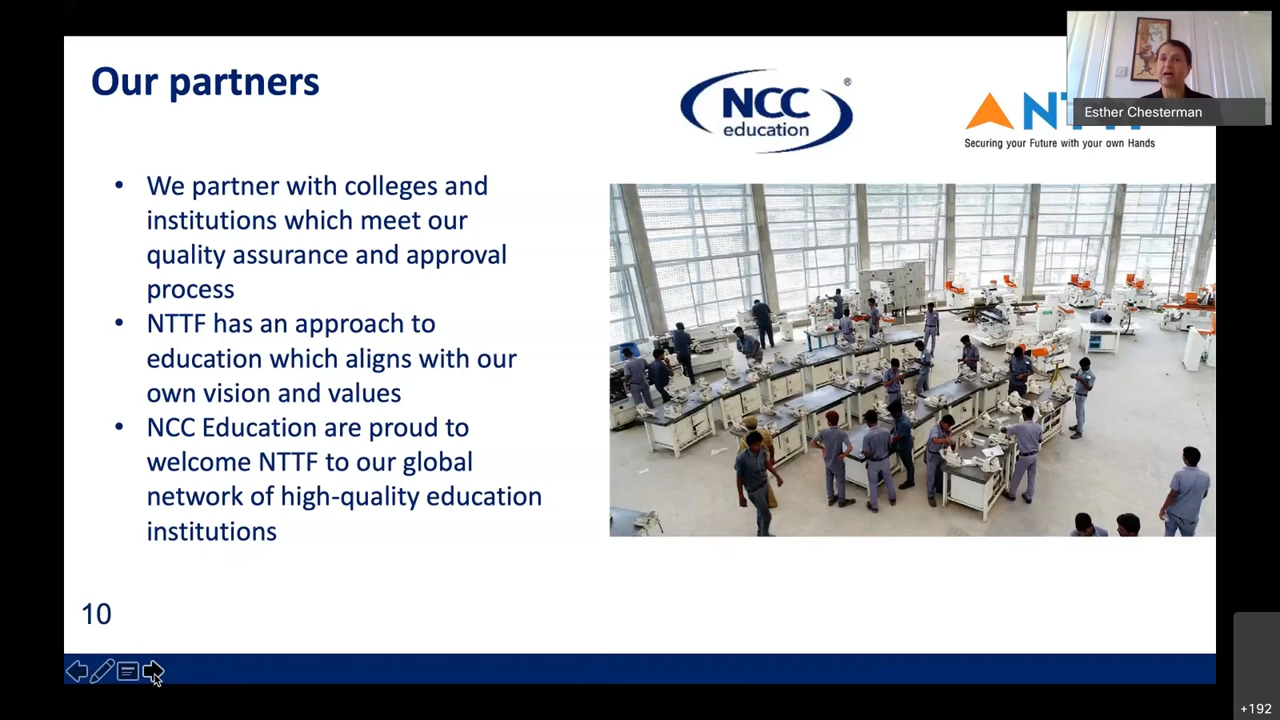 Our partners
NCC
education
®
Securing your Future with your own Hands
Esther Chesterman
• We partner with colleges and
institutions which meet our
quality assurance and approval
process
• NTTF has an approach to
education which aligns with our
own vision and values
• NCC Education are proud to
welcome NTTF to our global
network of high-quality education
institutions
10
+192